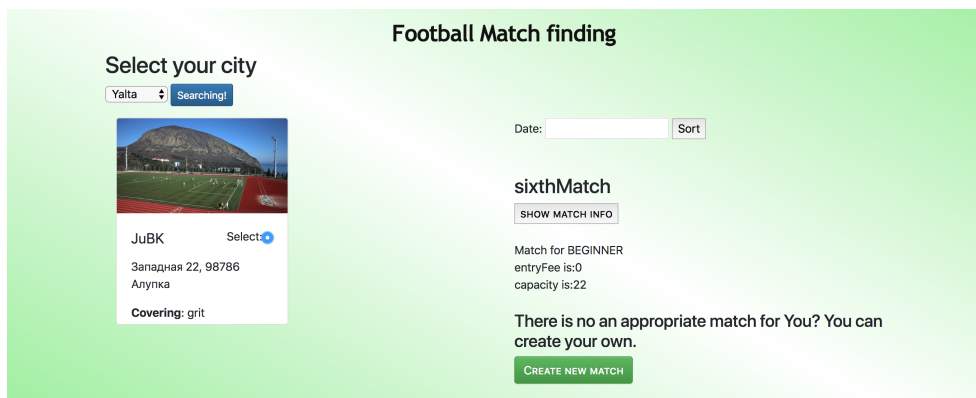 Football Match finding
Select your city
Yalta Searching!
JuBK Select:
Западная 22, 98786
Алупка
Covering: grit
Date: Sort
sixthMatch
SHOW MATCH INFO
Match for BEGINNER
entryFee is:0
capacity is:22
There is no an appropriate match for You? You can
create your own.
CREATE NEW MATCH